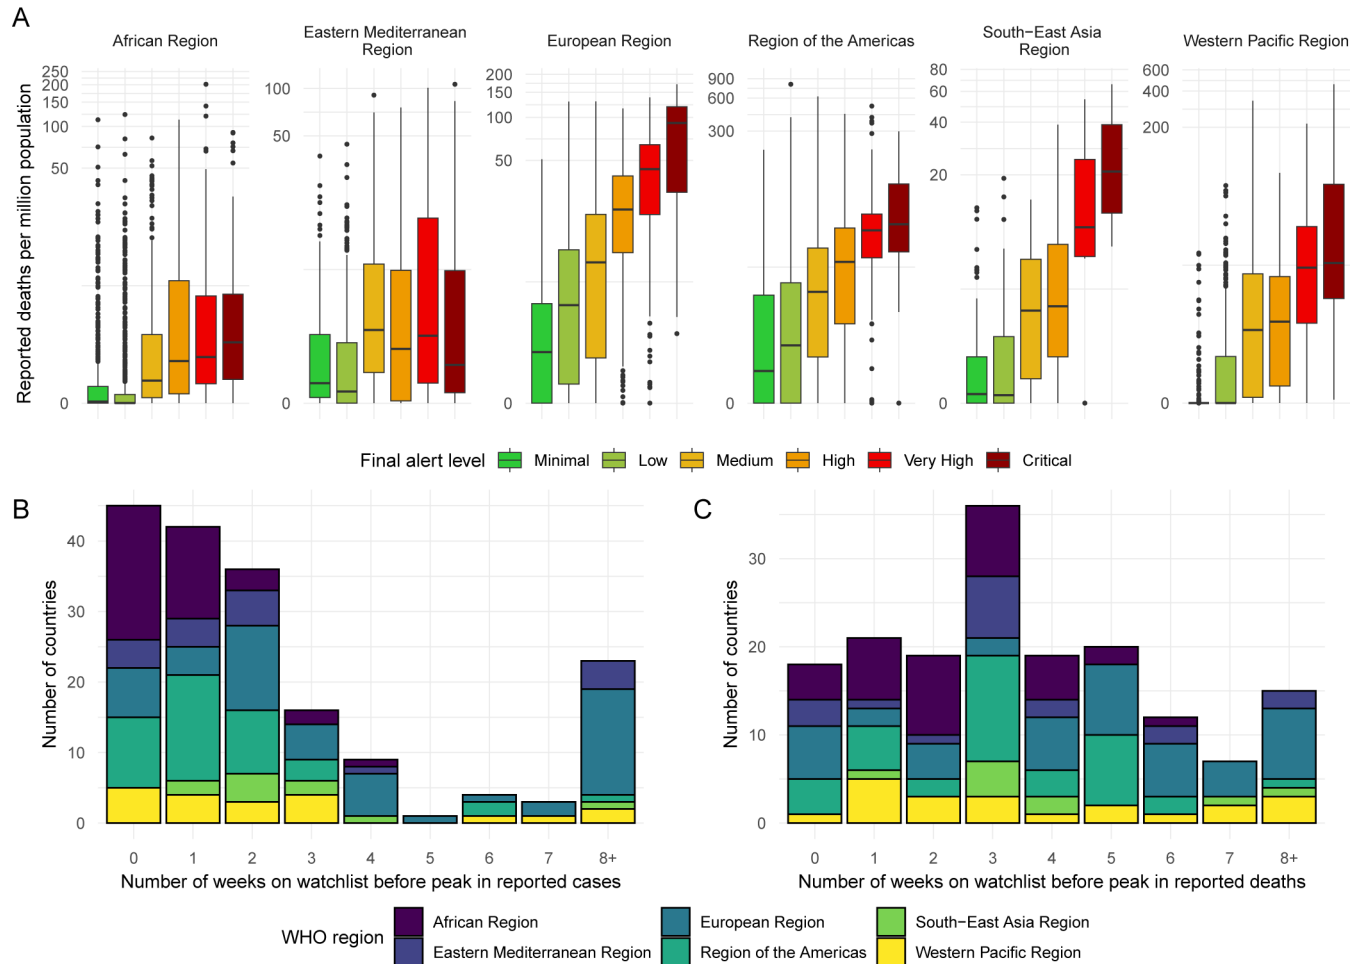 A
African Region
Eastern Mediterranean
Region
European Region
Region of the Americas
South−East Asia
Region
Western Pacific Region
Reported deaths per million population
250
200
150
100
50
0
100
50
0
200
150
100
50
0
900
600
300
0
80
60
40
20
0
600
400
200
0
Final alert level
Minimal
Low
Medium
High
Very High
Critical
B
Number of countries
40
30
20
10
0
0 1 2 3 4 5 6 7 8+
Number of weeks on watchlist before peak in reported cases
C
Number of countries
30
20
10
0
0 1 2 3 4 5 6 7 8+
Number of weeks on watchlist before peak in reported deaths
WHO region
African Region
European Region
South−East Asia Region
Eastern Mediterranean Region
Region of the Americas
Western Pacific Region